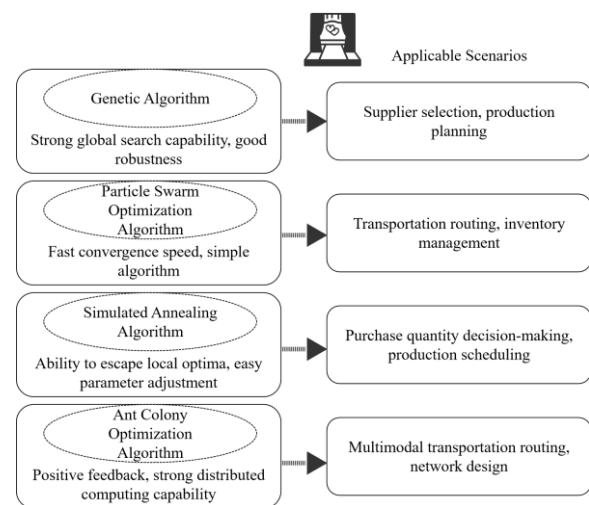 Applicable Scenarios
Genetic Algorithm
Strong global search capability, good
robustness
Supplier selection, production
planning
Particle Swarm
Optimization
Algorithm
Fast convergence speed, simple
algorithm
Transportation routing, inventory
management
Simulated Annealing
Algorithm
Ability to escape local optima, easy
parameter adjustment
Purchase quantity decision-making,
production scheduling
Ant Colony
Optimization
Algorithm
Positive feedback, strong distributed
computing capability
Multimodal transportation routing,
network design